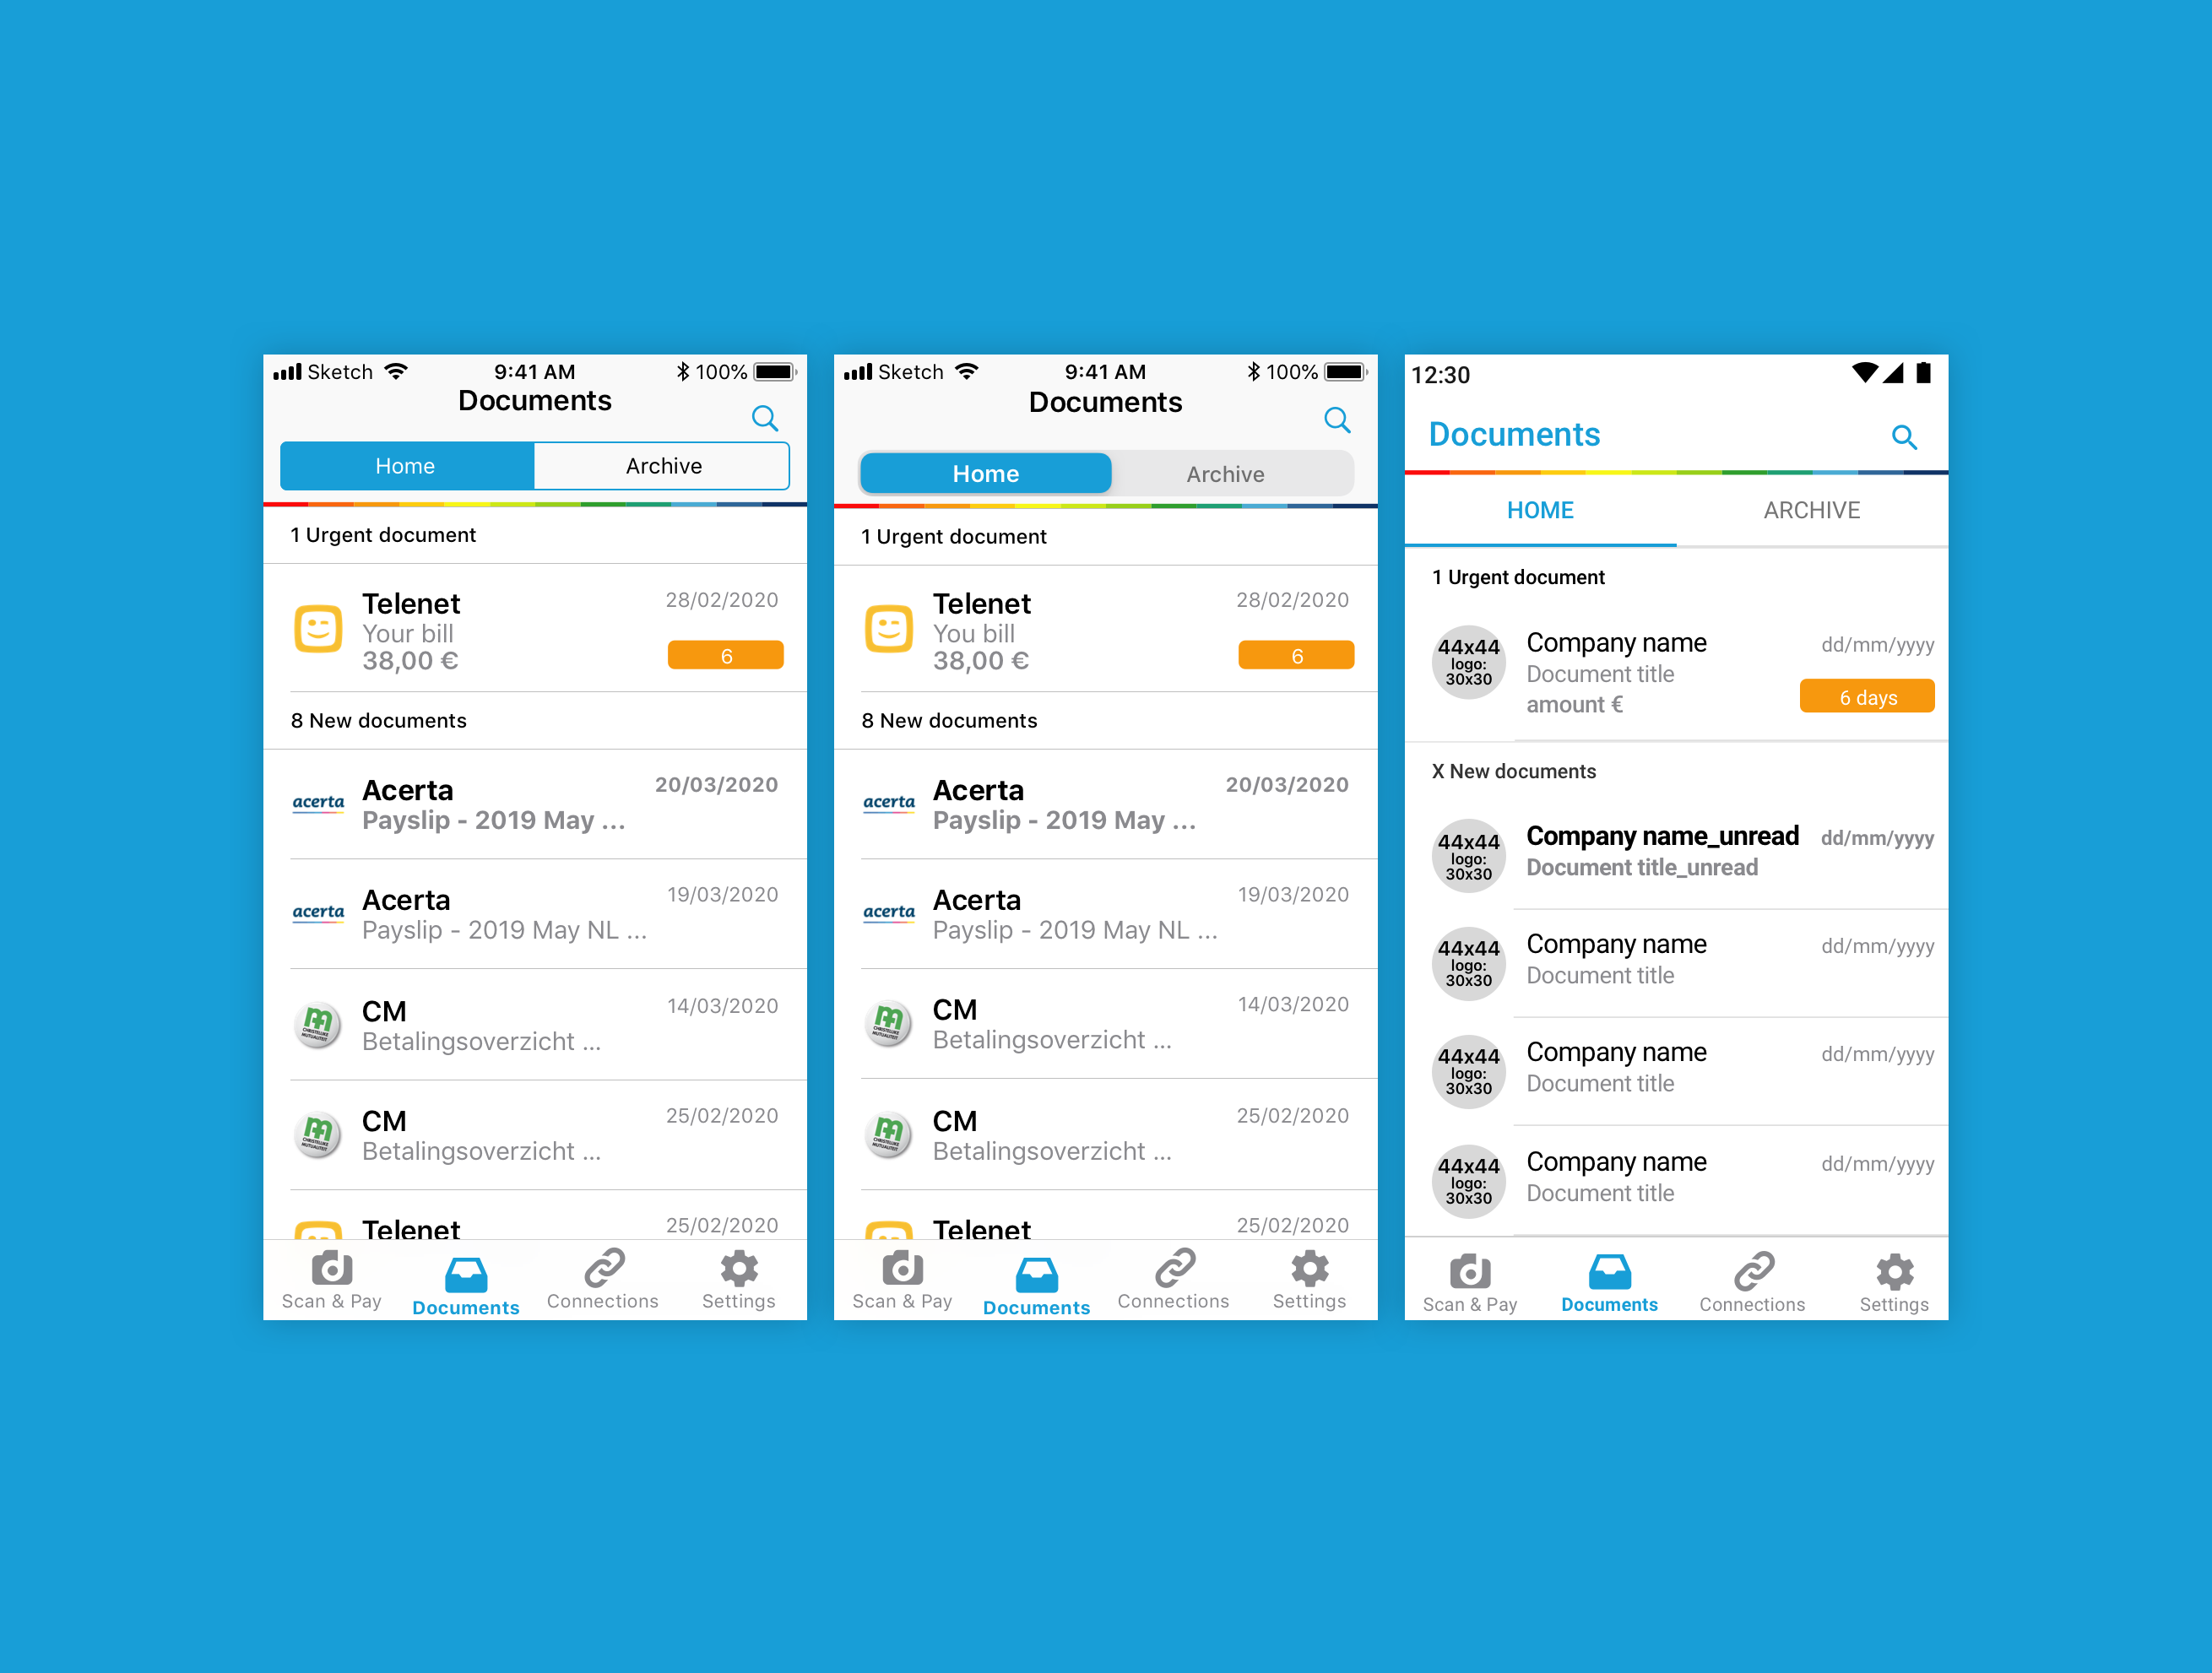 Sketch 9:41 AM 100%
Documents
Home Archive
1 Urgent document
Telenet 28/02/2020
Your bill
38,00 € 6
8 New documents
acerta Acerta 20/03/2020
Payslip - 2019 May ...
acerta Acerta 19/03/2020
Payslip - 2019 May NL ...
CM 14/03/2020
CHRISTELIJKE
MUTUALITEIT
Betalingsoverzicht ...
CM 25/02/2020
CHRISTELIJKE
MUTUALITEIT
Betalingsoverzicht ...
Telenet 25/02/2020
Scan & Pay Documents Connections Settings
Sketch 9:41 AM 100%
Documents
Home Archive
1 Urgent document
Telenet 28/02/2020
You bill
38,00 € 6
8 New documents
acerta Acerta 20/03/2020
Payslip - 2019 May ...
acerta Acerta 19/03/2020
Payslip - 2019 May NL ...
CM 14/03/2020
CHRISTELIJKE
MUTUALITEIT
Betalingsoverzicht ...
CM 25/02/2020
CHRISTELIJKE
MUTUALITEIT
Betalingsoverzicht ...
Telenet 25/02/2020
Scan & Pay Documents Connections Settings
12:30
Documents
HOME ARCHIVE
1 Urgent document
44x44
logo:
30x30
Company name dd/mm/yyyy
Document title
amount € 6 days
X New documents
44x44
logo:
30x30
Company name_unread dd/mm/yyyy
Document title_unread
44x44
logo:
30x30
Company name dd/mm/yyyy
Document title
44x44
logo:
30x30
Company name dd/mm/yyyy
Document title
44x44
logo:
30x30
Company name dd/mm/yyyy
Document title
Scan & Pay Documents Connections Settings